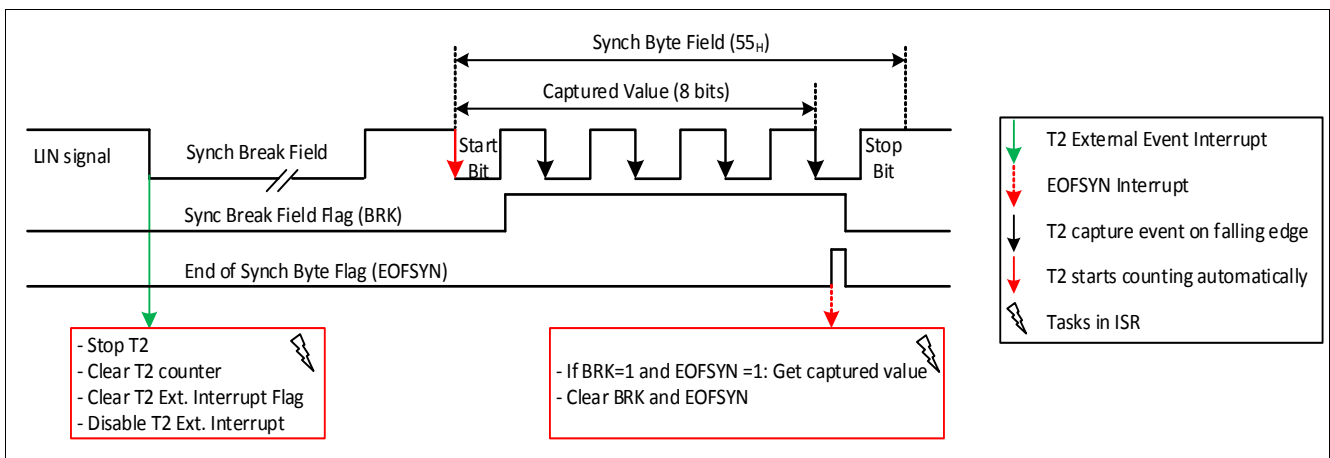 Synch Byte Field (55H)
Captured Value (8 bits)
LIN signal
Synch Break Field
Start
Bit
Stop
Bit
Sync Break Field Flag (BRK)
End of Synch Byte Flag (EOFSYN)
- Stop T2
- Clear T2 counter
- Clear T2 Ext. Interrupt Flag
- Disable T2 Ext. Interrupt
- If BRK=1 and EOFSYN =1: Get captured value
- Clear BRK and EOFSYN
T2 External Event Interrupt
EOFSYN Interrupt
T2 capture event on falling edge
T2 starts counting automatically
Tasks in ISR